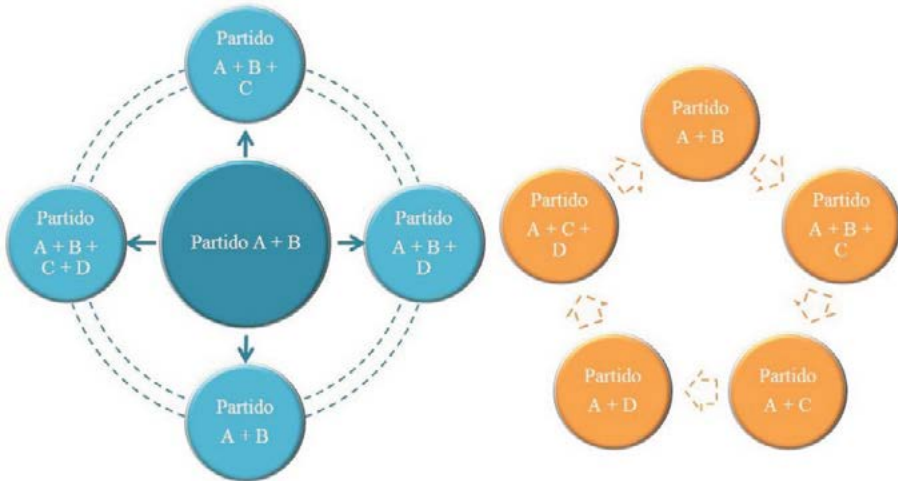 Partido
A + B +
C
Partido
A + B +
C + D
Partido A + B
Partido
A + B +
D
Partido
A + B
Partido
A + B
Partido
A + B +
C
Partido
A + C
Partido
A + D
Partido
A + C +
D